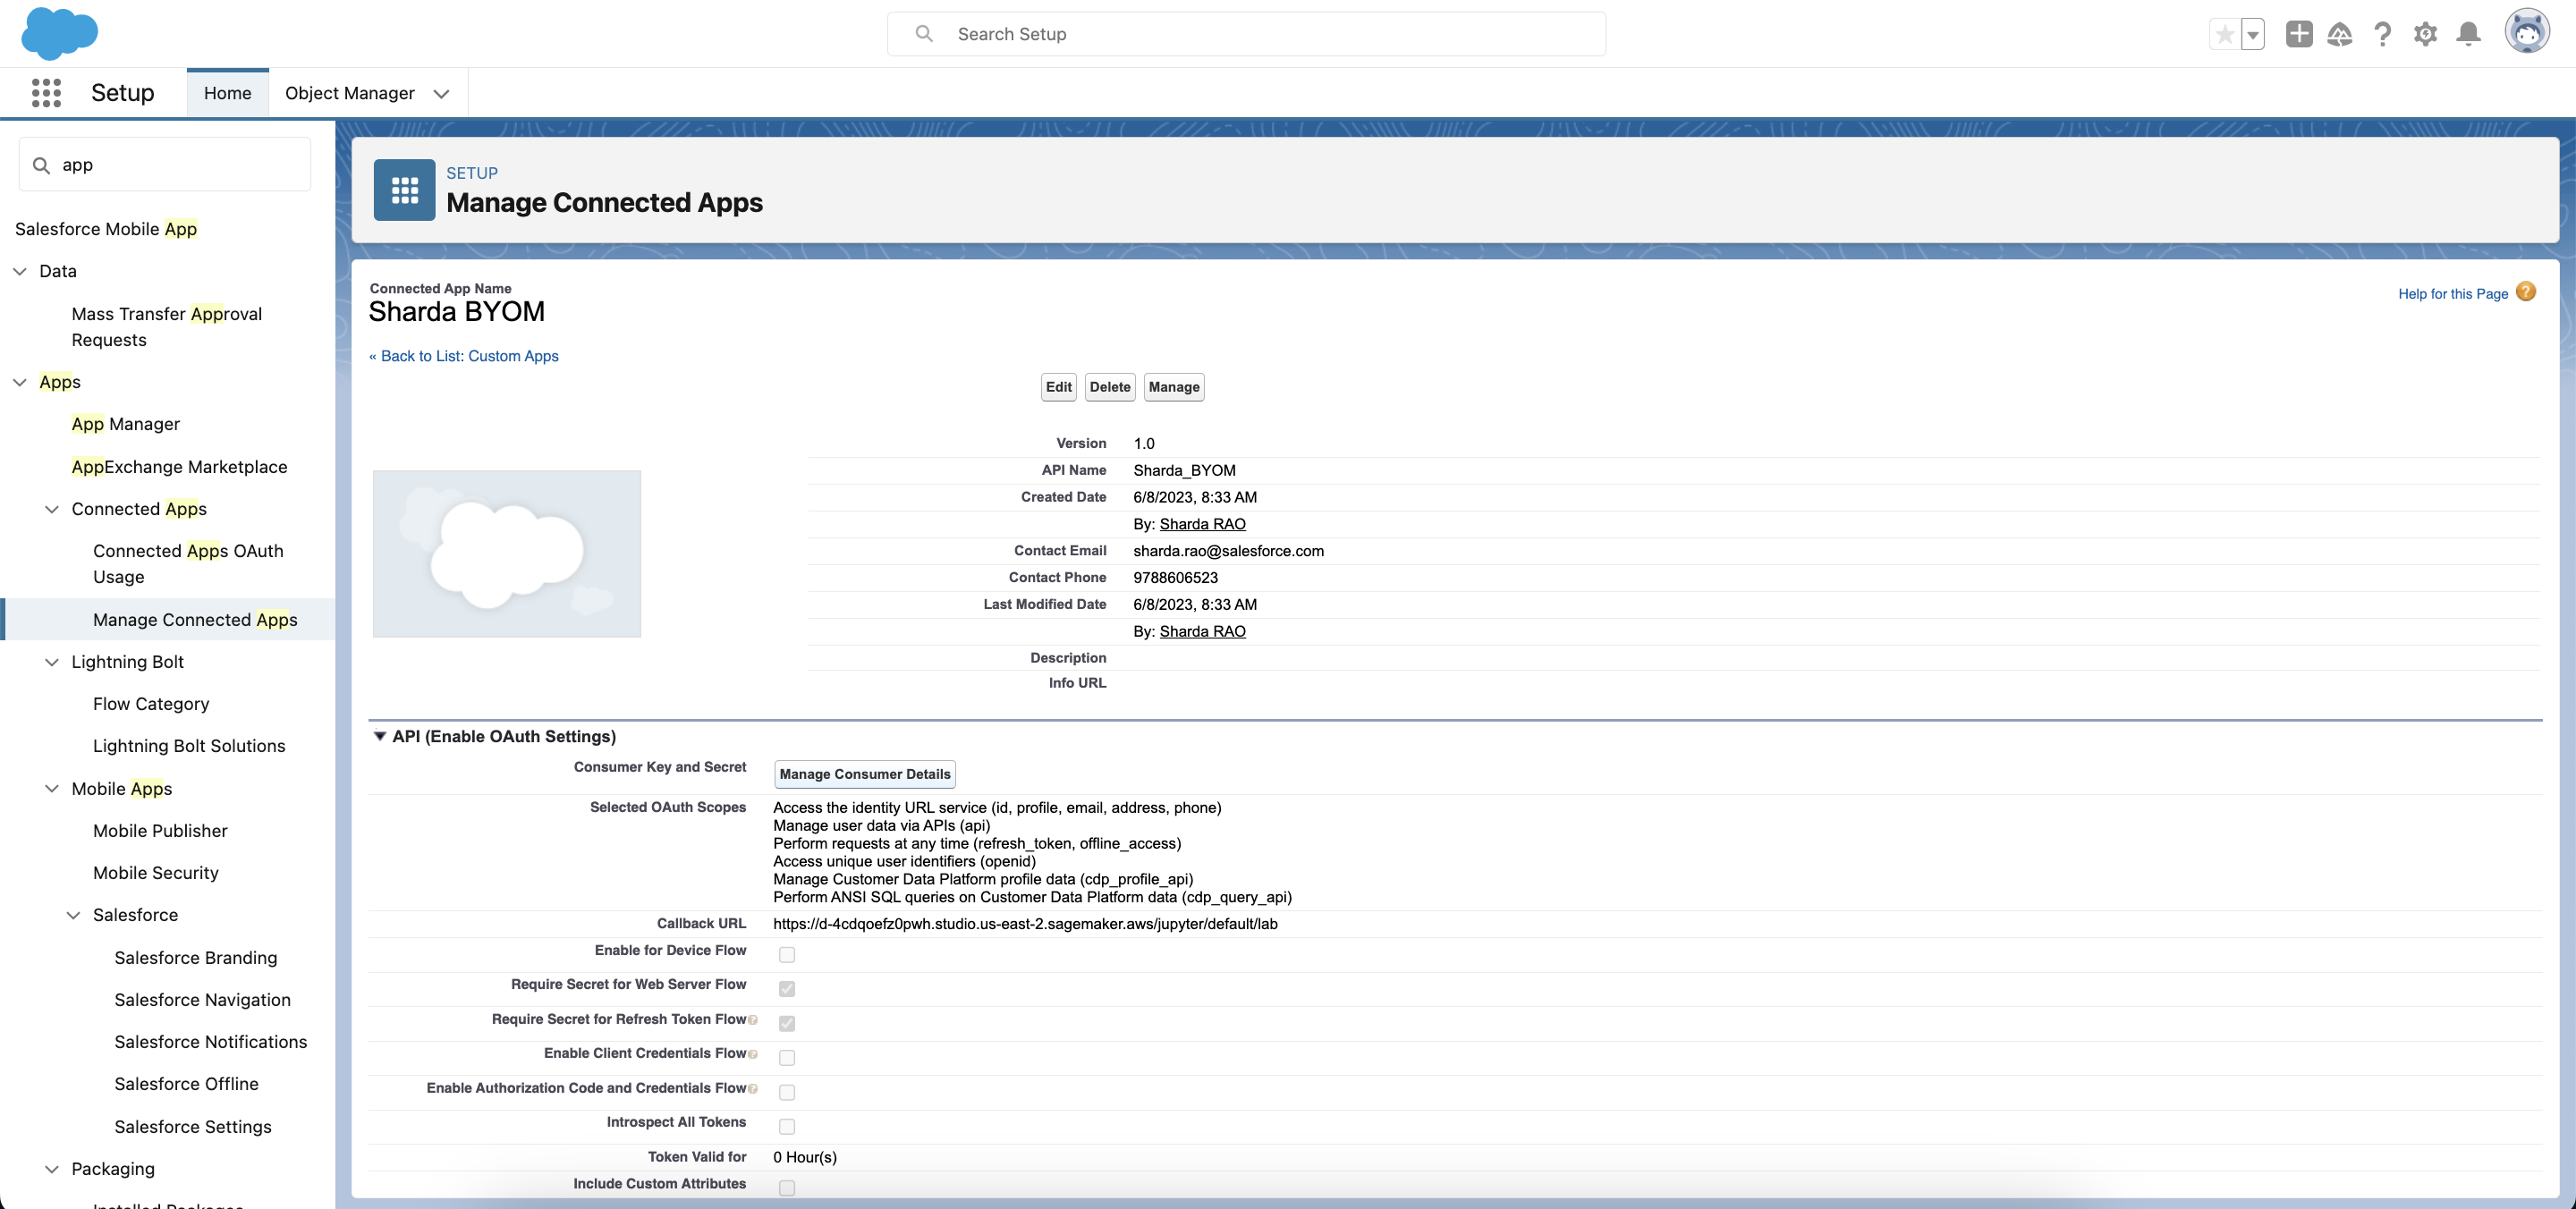 Search Setup
Setup
Home
Object Manager
app
Salesforce Mobile App
Data
Mass Transfer Approval
Requests
Apps
App Manager
AppExchange Marketplace
Connected Apps
Connected Apps OAuth
Usage
Manage Connected Apps
Lightning Bolt
Flow Category
Lightning Bolt Solutions
Mobile Apps
Mobile Publisher
Mobile Security
Salesforce
Salesforce Branding
Salesforce Navigation
Salesforce Notifications
Salesforce Offline
Salesforce Settings
Packaging
Installed Packages
SETUP
Manage Connected Apps
Connected App Name
Sharda BYOM
Help for this Page ?
« Back to List: Custom Apps
Edit Delete Manage
Version 1.0
API Name Sharda_BYOM
Created Date 6/8/2023, 8:33 AM
By: Sharda RAO
Contact Email sharda.rao@salesforce.com
Contact Phone 9788606523
Last Modified Date 6/8/2023, 8:33 AM
By: Sharda RAO
Description
Info URL
API (Enable OAuth Settings)
Consumer Key and Secret Manage Consumer Details
Selected OAuth Scopes Access the identity URL service (id, profile, email, address, phone)
Manage user data via APIs (api)
Perform requests at any time (refresh_token, offline_access)
Access unique user identifiers (openid)
Manage Customer Data Platform profile data (cdp_profile_api)
Perform ANSI SQL queries on Customer Data Platform data (cdp_query_api)
Callback URL https://d-4cdqoefz0pwh.studio.us-east-2.sagemaker.aws/jupyter/default/lab
Enable for Device Flow
Require Secret for Web Server Flow
Require Secret for Refresh Token Flow ?
Enable Client Credentials Flow ?
Enable Authorization Code and Credentials Flow ?
Introspect All Tokens
Token Valid for 0 Hour(s)
Include Custom Attributes